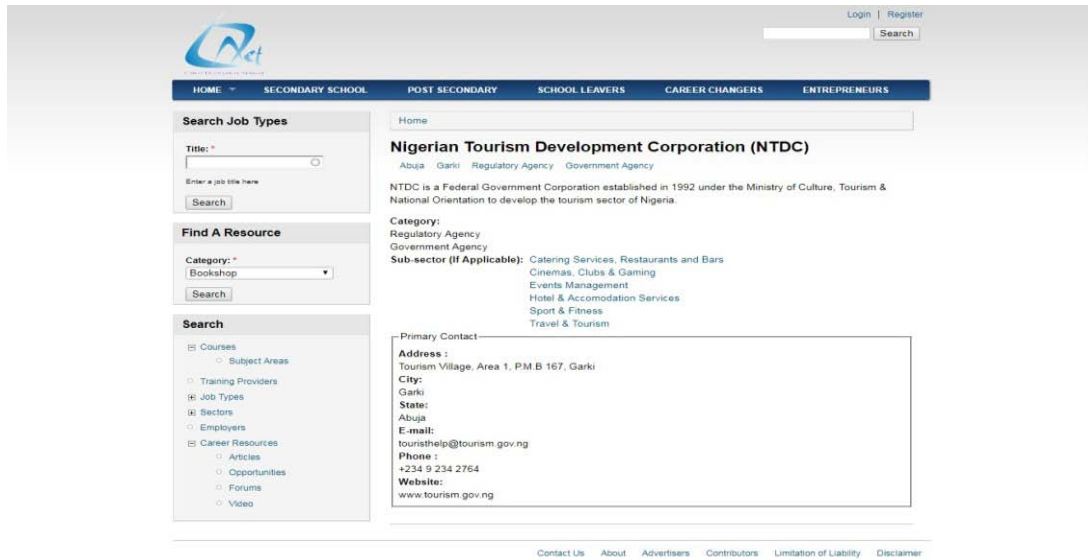 Login | Register
Search
HOME SECONDARY SCHOOL POST SECONDARY SCHOOL LEAVERS CAREER CHANGERS ENTREPRENEURS
Search Job Types
Title: *
Enter a job title here
Search
Find A Resource
Category: *
Bookshop
Search
Search
Courses
Subject Areas
Training Providers
Job Types
Sectors
Employers
Career Resources
Articles
Opportunities
Forums
Video
Home
Nigerian Tourism Development Corporation (NTDC)
Abuja Garki Regulatory Agency Government Agency
NTDC is a Federal Government Corporation established in 1992 under the Ministry of Culture, Tourism &
National Orientation to develop the tourism sector of Nigeria.
Category:
Regulatory Agency
Government Agency
Sub-sector (If Applicable): Catering Services, Restaurants and Bars
Cinemas, Clubs & Gaming
Events Management
Hotel & Accomodation Services
Sport & Fitness
Travel & Tourism
Primary Contact
Address :
Tourism Village, Area 1, P.M.B 167, Garki
City:
Garki
State:
Abuja
E-mail:
touristhelp@tourism.gov.ng
Phone :
+234 9 234 2764
Website:
www.tourism.gov.ng
Contact Us About Advertisers Contributors Limitation of Liability Disclaimer